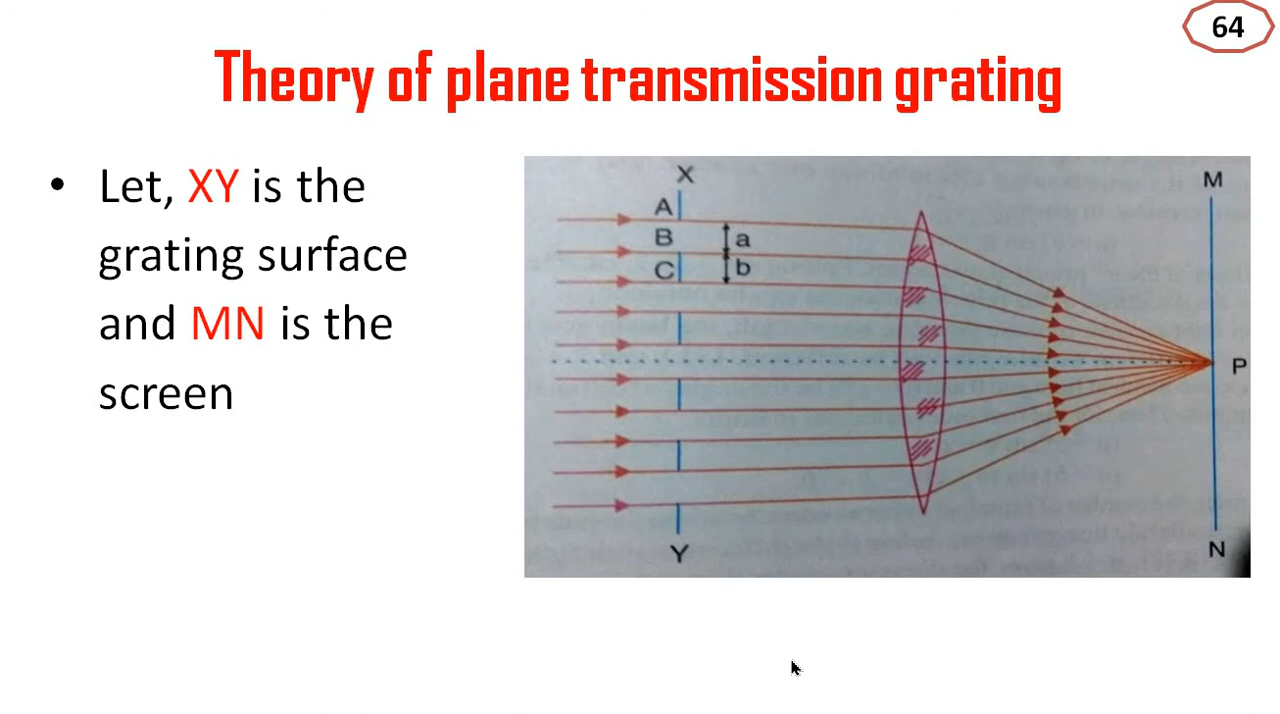 64
Theory of plane transmission grating
• Let, XY is the
grating surface
and MN is the
screen
X
M
A
B
a
C
b
P
Y
N